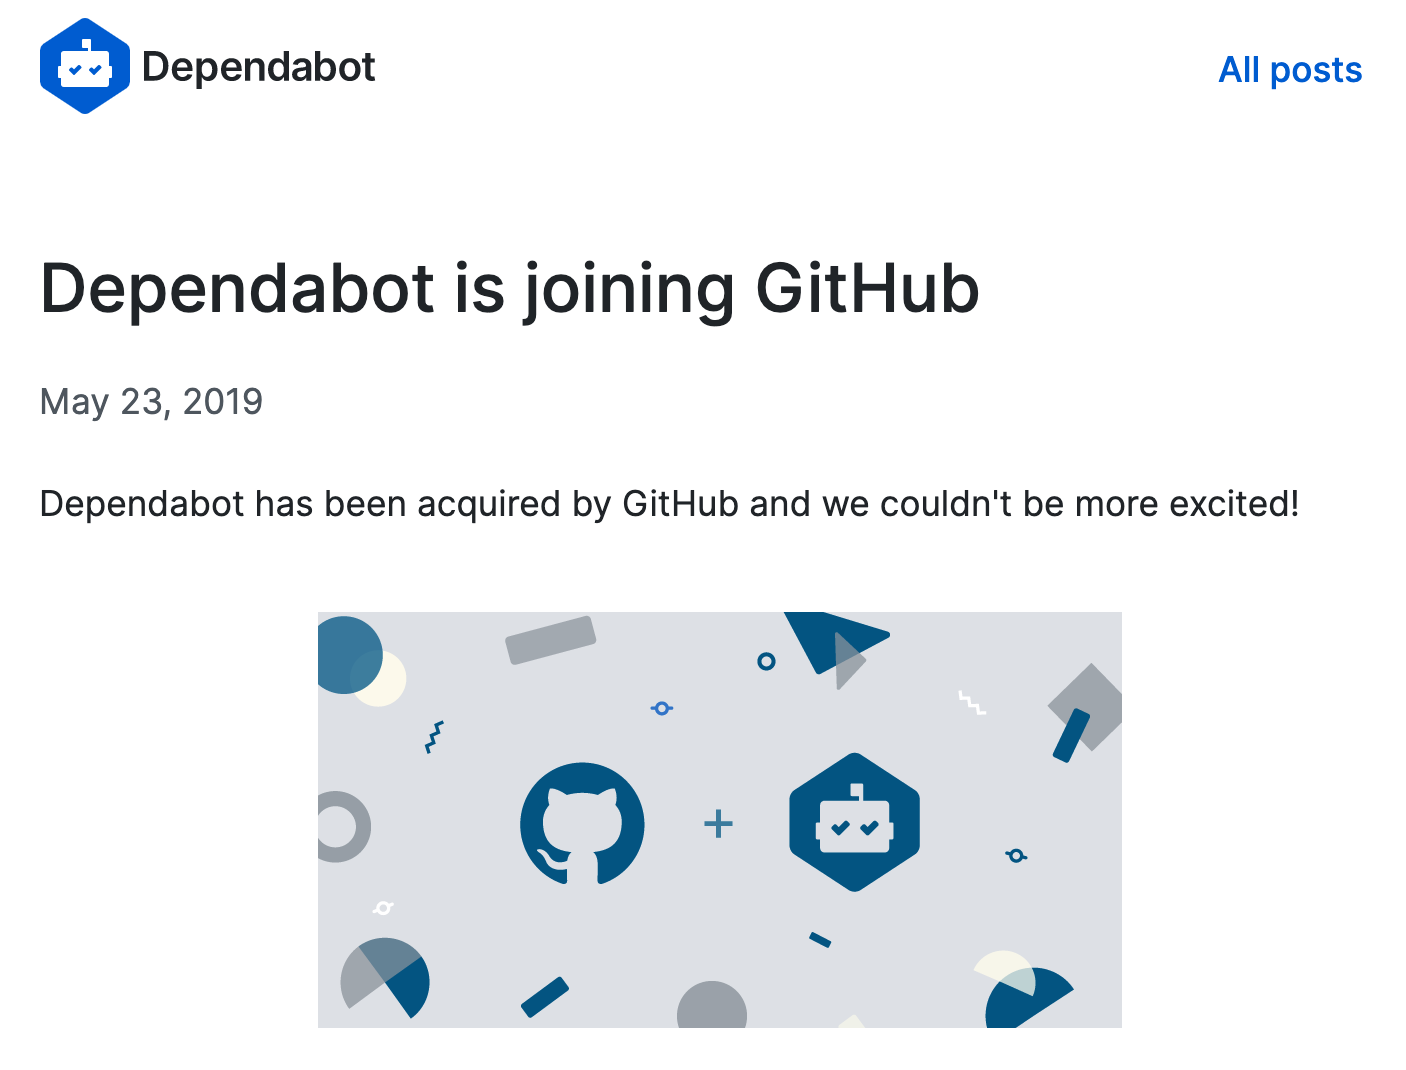 Dependabot
All posts
Dependabot is joining GitHub
May 23, 2019
Dependabot has been acquired by GitHub and we couldn't be more excited!